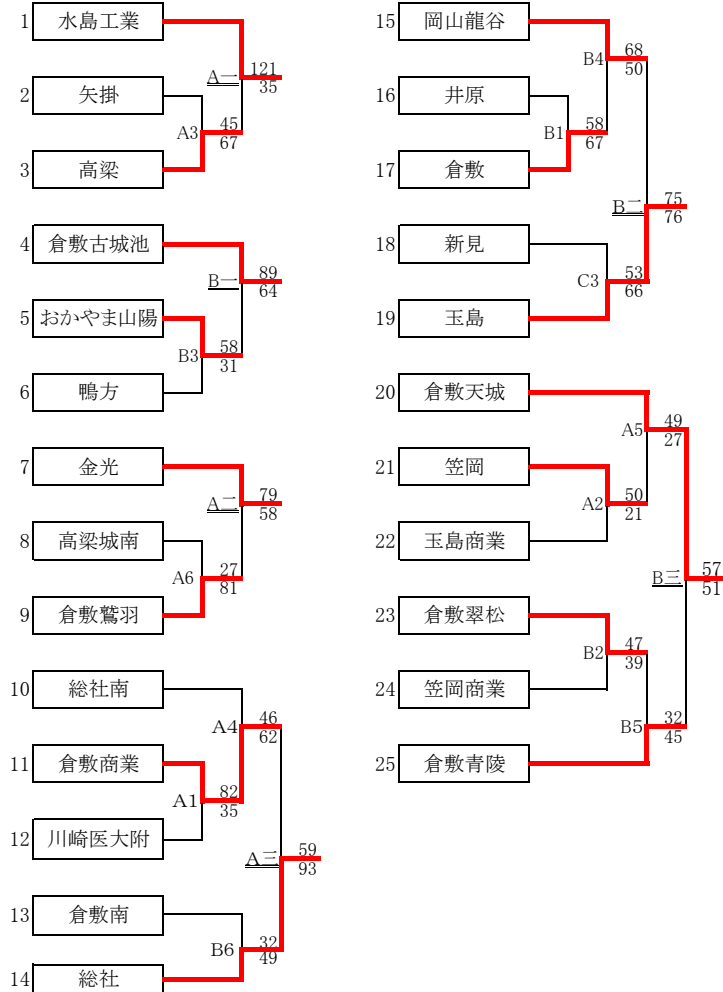 1 水島工業
A一 121
35
2 矢掛
A3 45
67
3 高梁
4 倉敷古城池
B一 89
64
5 おかやま山陽
B3 58
31
6 鴨方
7 金光
A二 79
58
8 高梁城南
A6 27
81
9 倉敷鷲羽
10 総社南
A4 46
62
11 倉敷商業
A1 82
35
12 川崎医大附
A三 59
93
13 倉敷南
B6 32
49
14 総社
15 岡山龍谷
B4 68
50
16 井原
B1 58
67
17 倉敷
B二 75
76
18 新見
C3 53
66
19 玉島
20 倉敷天城
A5 49
27
21 笠岡
A2 50
21
22 玉島商業
B三 57
51
23 倉敷翠松
B2 47
39
24 笠岡商業
B5 32
45
25 倉敷青陵